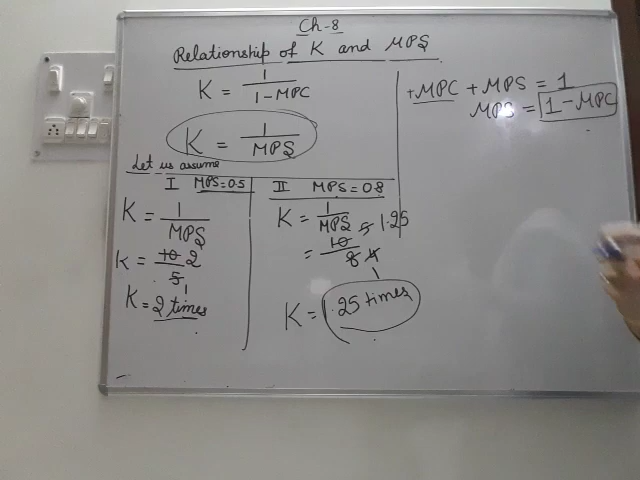 Ch-8
Relationship of K and MPS
K = 1 / 1-MPC
K = 1 / MPS
+MPC + MPS = 1
MPS = 1-MPC
Let us assume
I MPS=0.5
K = 1 / MPS
K = 10 / 5 2 1
K = 2 times
II MPS=0.8
K = 1 / MPS
= 10 / 8 5 4 1 1.25
K = 1.25 times